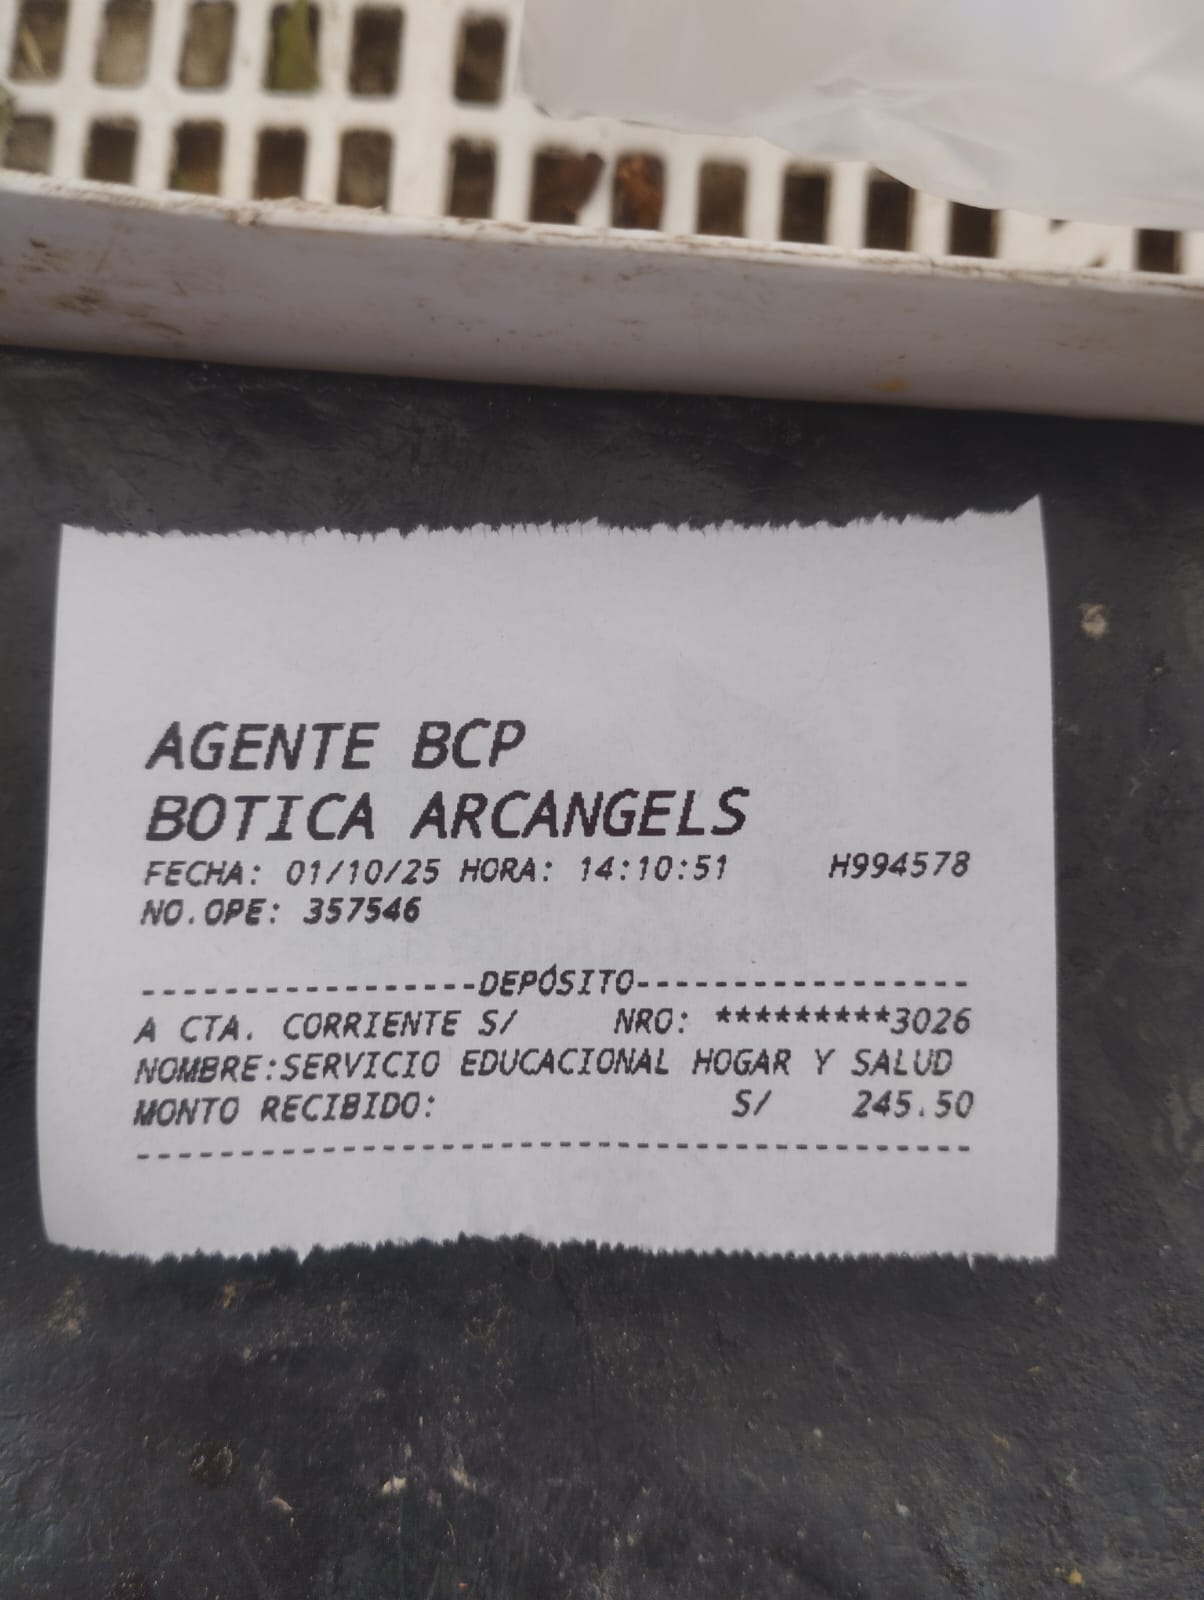 AGENTE BCP
BOTICA ARCANGELS
FECHA: 01/10/25 HORA: 14:10:51 H994578
NO.OPE: 357546
-----------------DEPÓSITO-----------------
A CTA. CORRIENTE S/ NRO: *********3026
NOMBRE:SERVICIO EDUCACIONAL HOGAR Y SALUD
MONTO RECIBIDO: S/ 245.50
------------------------------------------